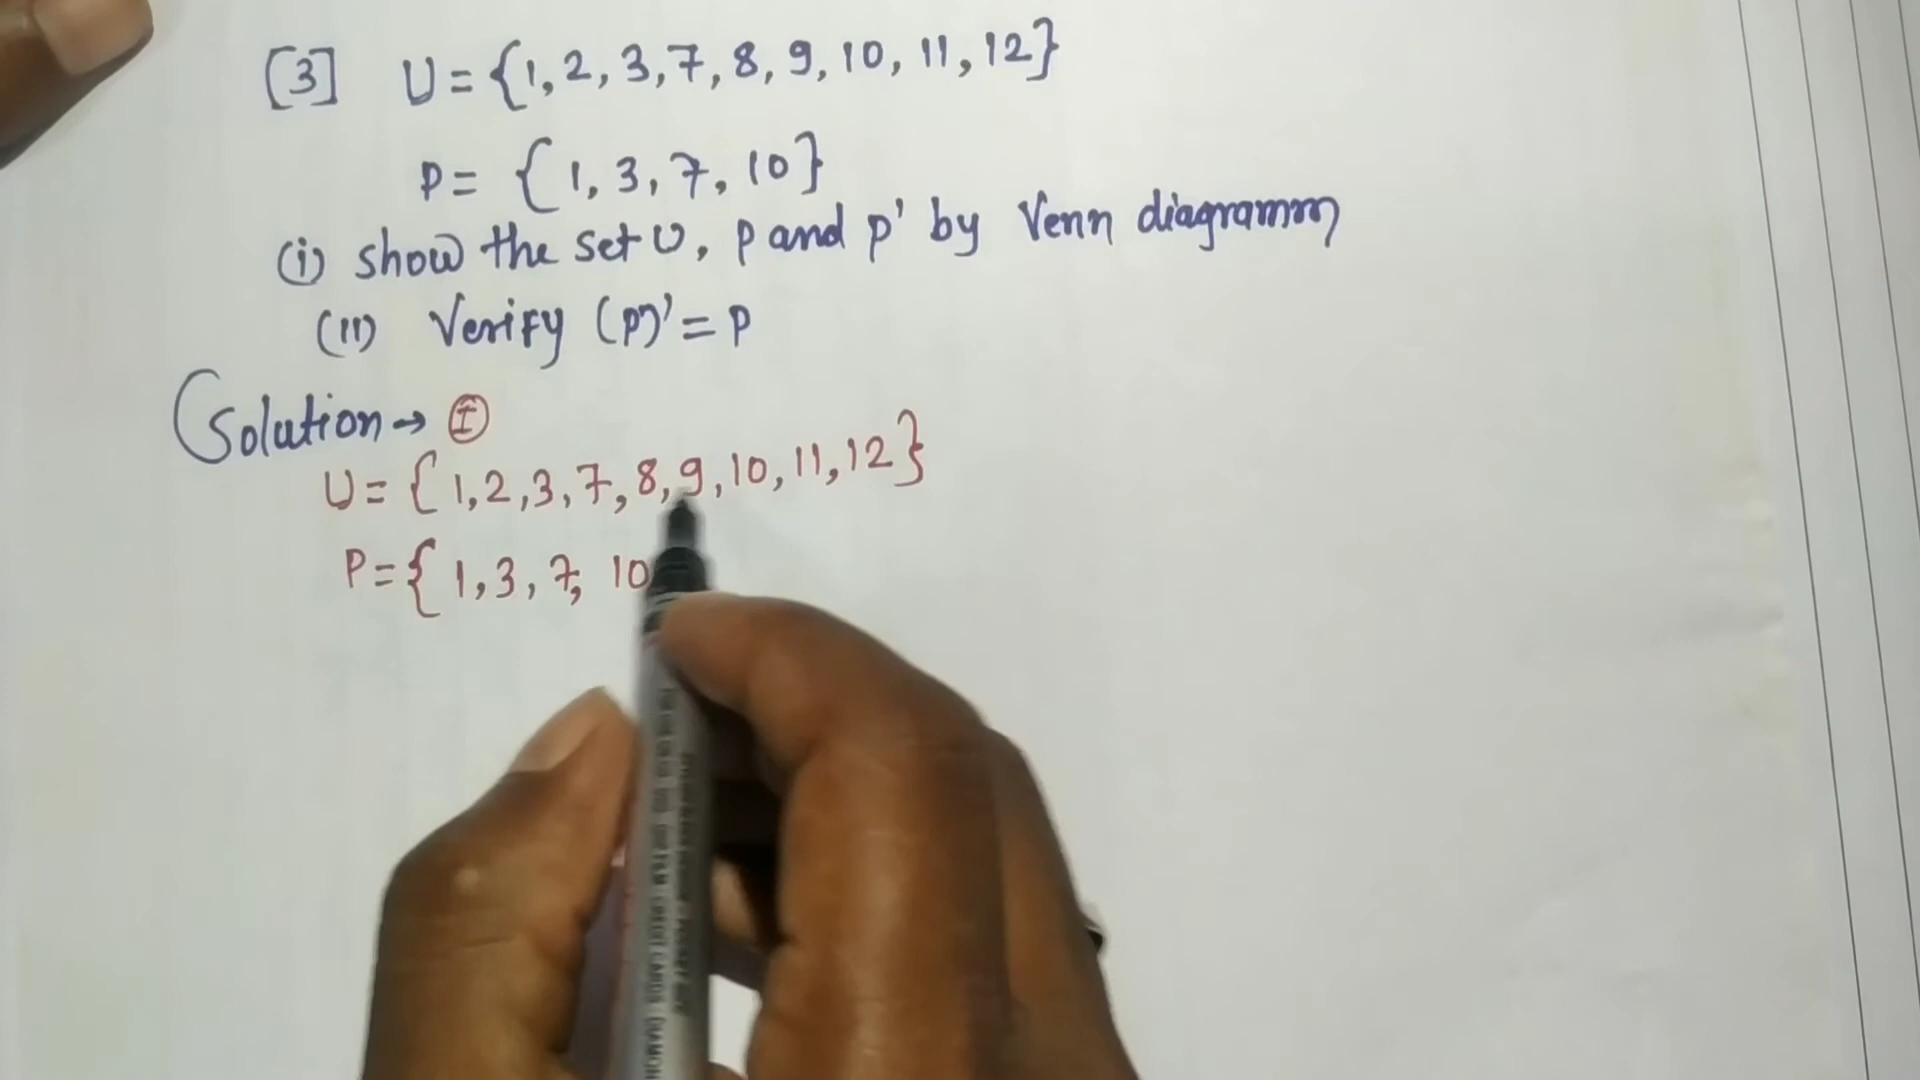 [3] U = {1, 2, 3, 7, 8, 9, 10, 11, 12}
P = {1, 3, 7, 10}
(i) show the set U, P and P' by Venn diagramm
(II) Verify (P')' = P
Solution → I
U = {1, 2, 3, 7, 8, 9, 10, 11, 12}
P = {1, 3, 7, 10